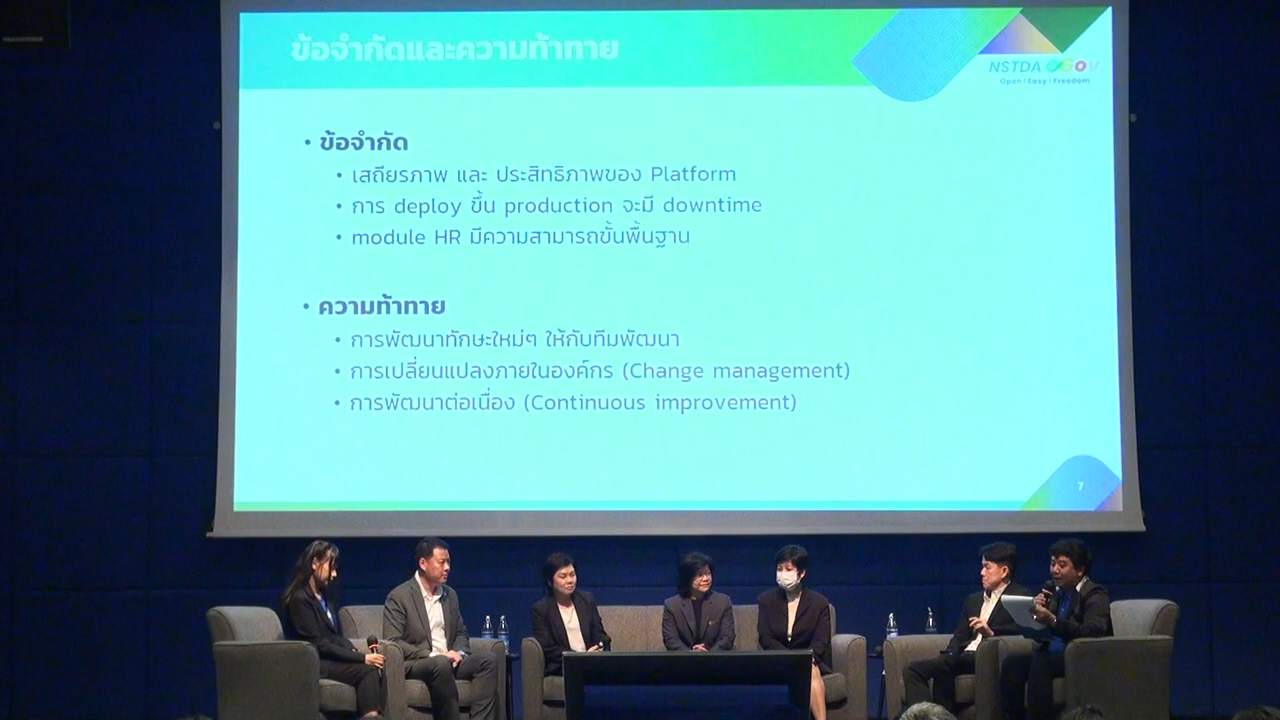 ข้อจำกัดและความท้าทาย
NSTDA OGOV
Open | Easy | Freedom
• ข้อจำกัด
• เสถียรภาพ และ ประสิทธิภาพของ Platform
• การ deploy ขึ้น production จะมี downtime
• module HR มีความสามารถขั้นพื้นฐาน
• ความท้าทาย
• การพัฒนาทักษะใหม่ๆ ให้กับทีมพัฒนา
• การเปลี่ยนแปลงภายในองค์กร (Change management)
• การพัฒนาต่อเนื่อง (Continuous improvement)
7